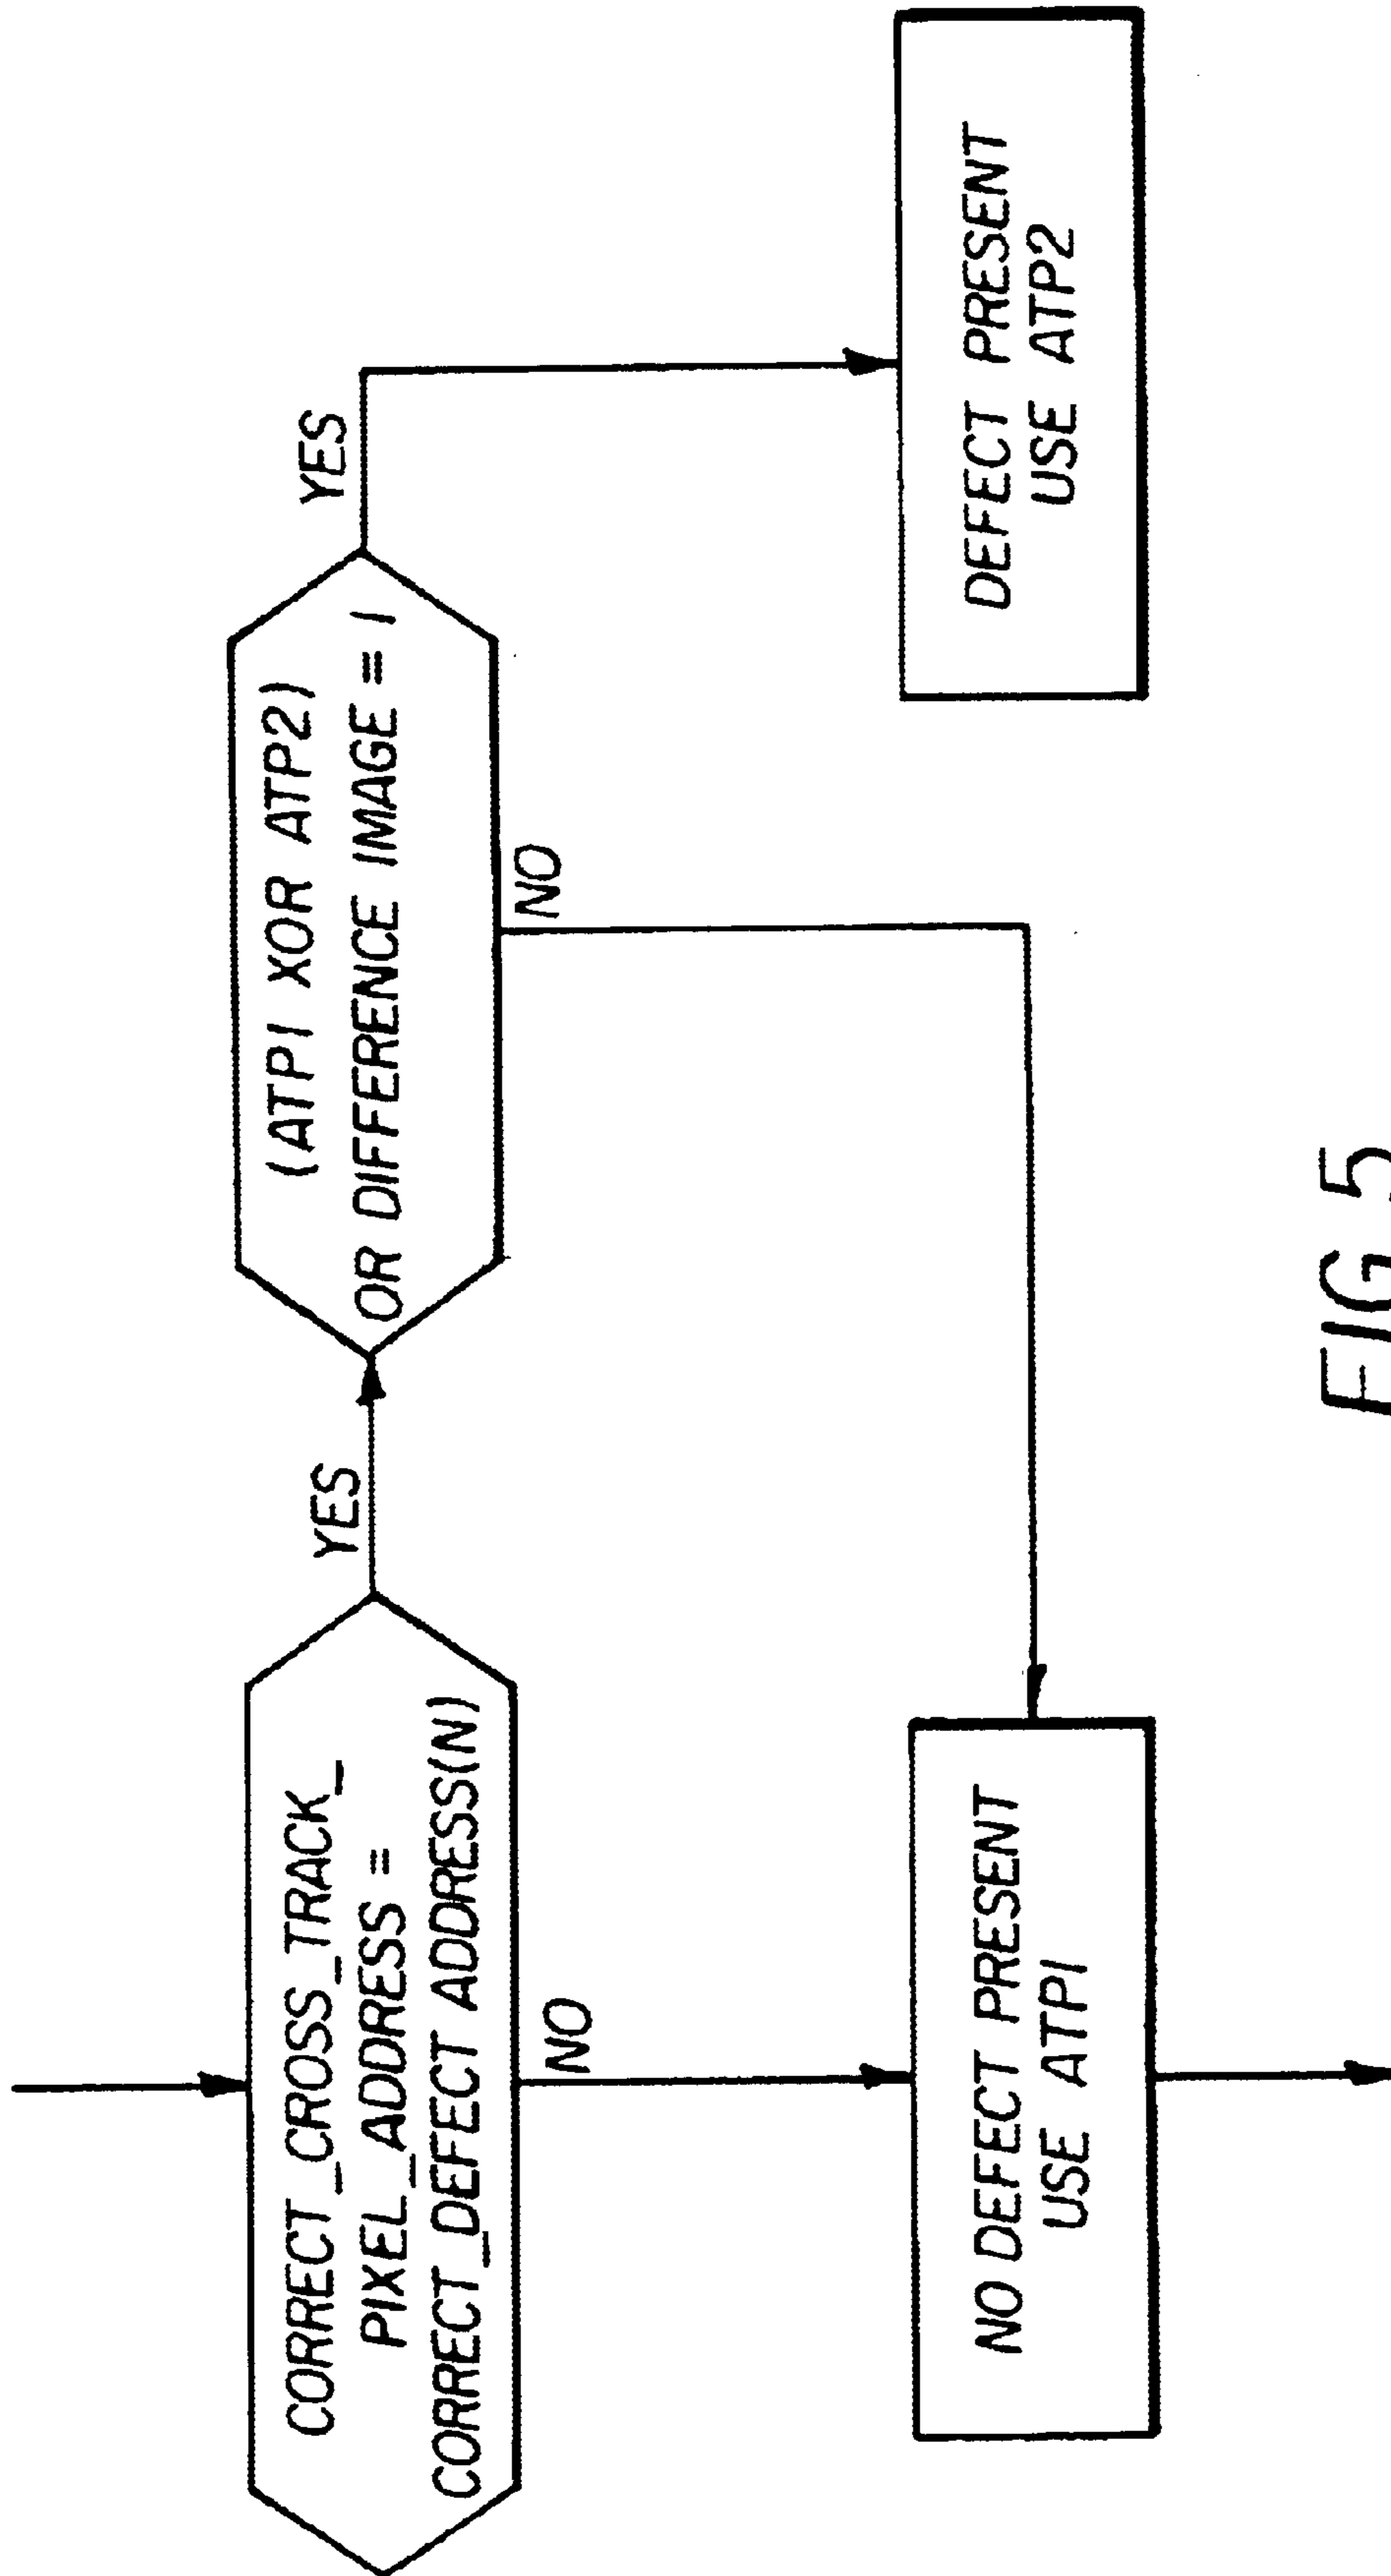 CORRECT_CROSS_TRACK_
PIXEL_ADDRESS =
CORRECT_DEFECT ADDRESS(N)
YES
(ATP1 XOR ATP2)
OR DIFFERENCE IMAGE = 1
YES
NO
NO
NO DEFECT PRESENT
USE ATP1
DEFECT PRESENT
USE ATP2
FIG. 5